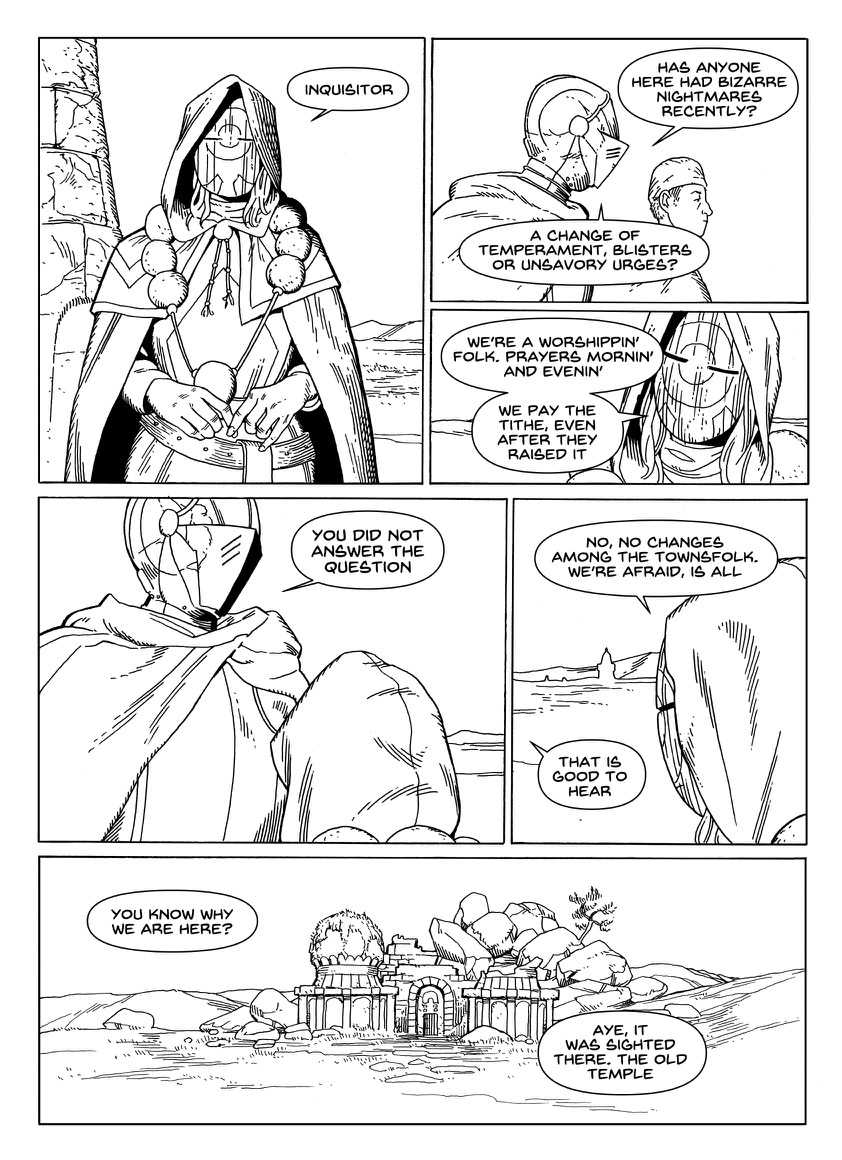 INQUISITOR
HAS ANYONE
HERE HAD BIZARRE
NIGHTMARES
RECENTLY?
A CHANGE OF
TEMPERAMENT, BLISTERS
OR UNSAVORY URGES?
WE'RE A WORSHIPPIN'
FOLK. PRAYERS MORNIN'
AND EVENIN'
WE PAY THE
TITHE, EVEN
AFTER THEY
RAISED IT
YOU DID NOT
ANSWER THE
QUESTION
NO, NO CHANGES
AMONG THE TOWNSFOLK.
WE'RE AFRAID, IS ALL
THAT IS
GOOD TO
HEAR
YOU KNOW WHY
WE ARE HERE?
AYE, IT
WAS SIGHTED
THERE. THE OLD
TEMPLE